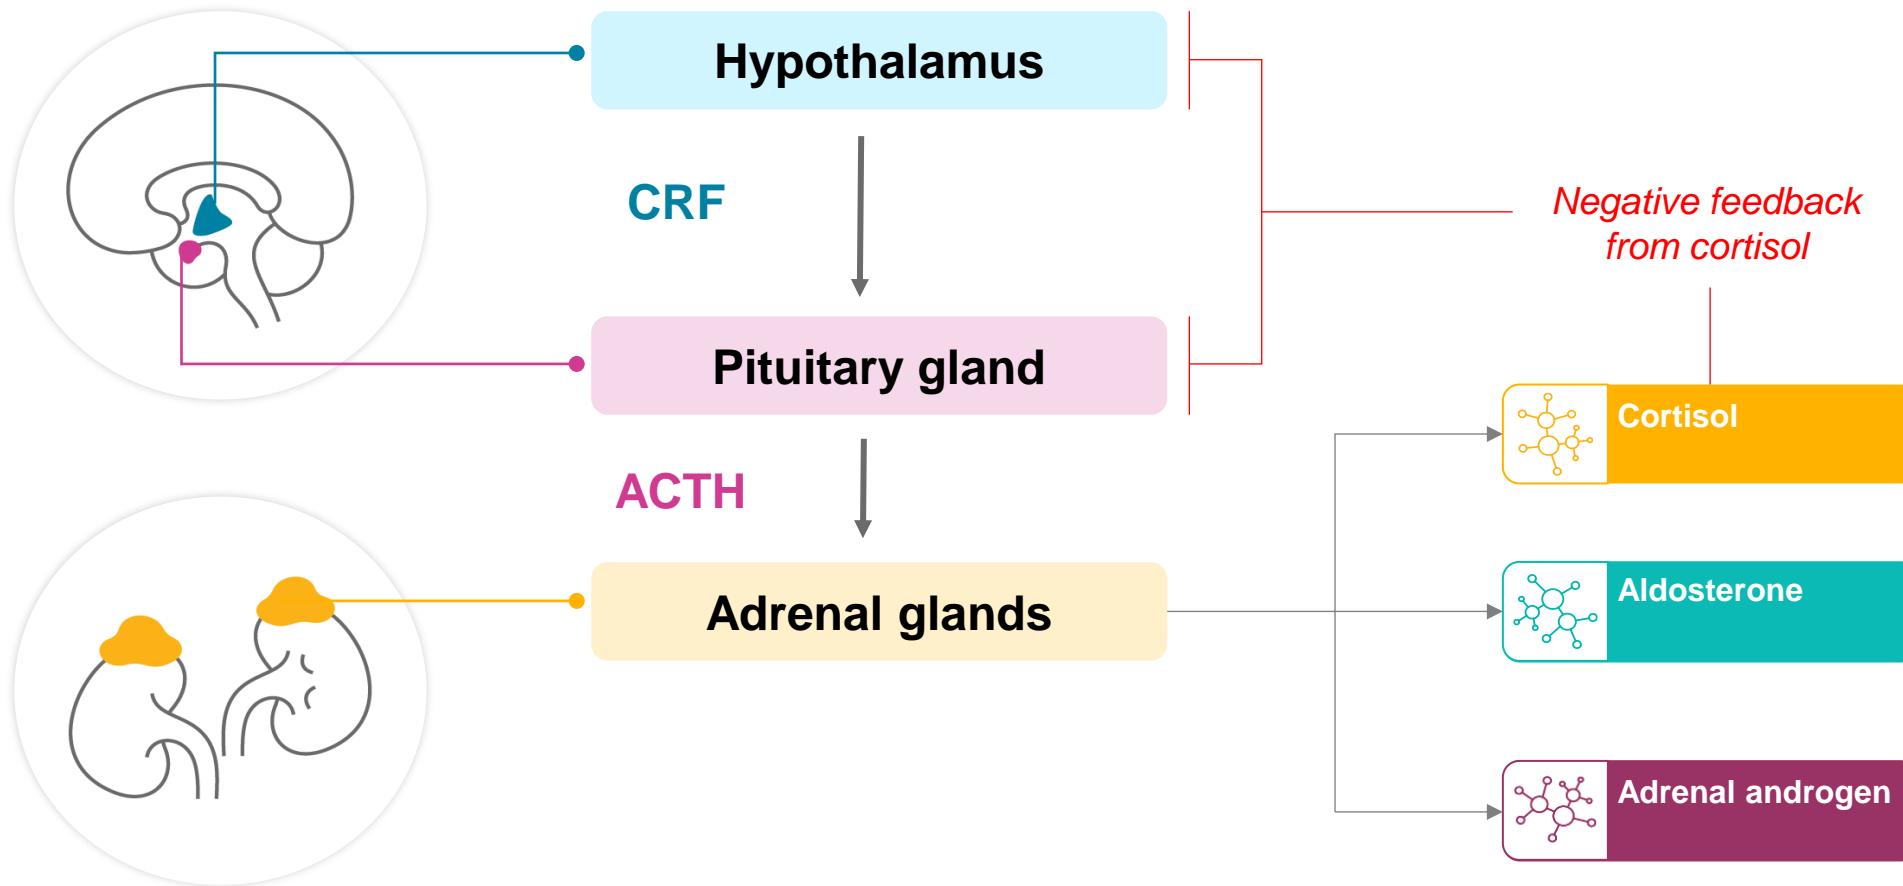 Hypothalamus
CRF
Negative feedback
from cortisol
Pituitary gland
Cortisol
ACTH
Aldosterone
Adrenal glands
Adrenal androgen